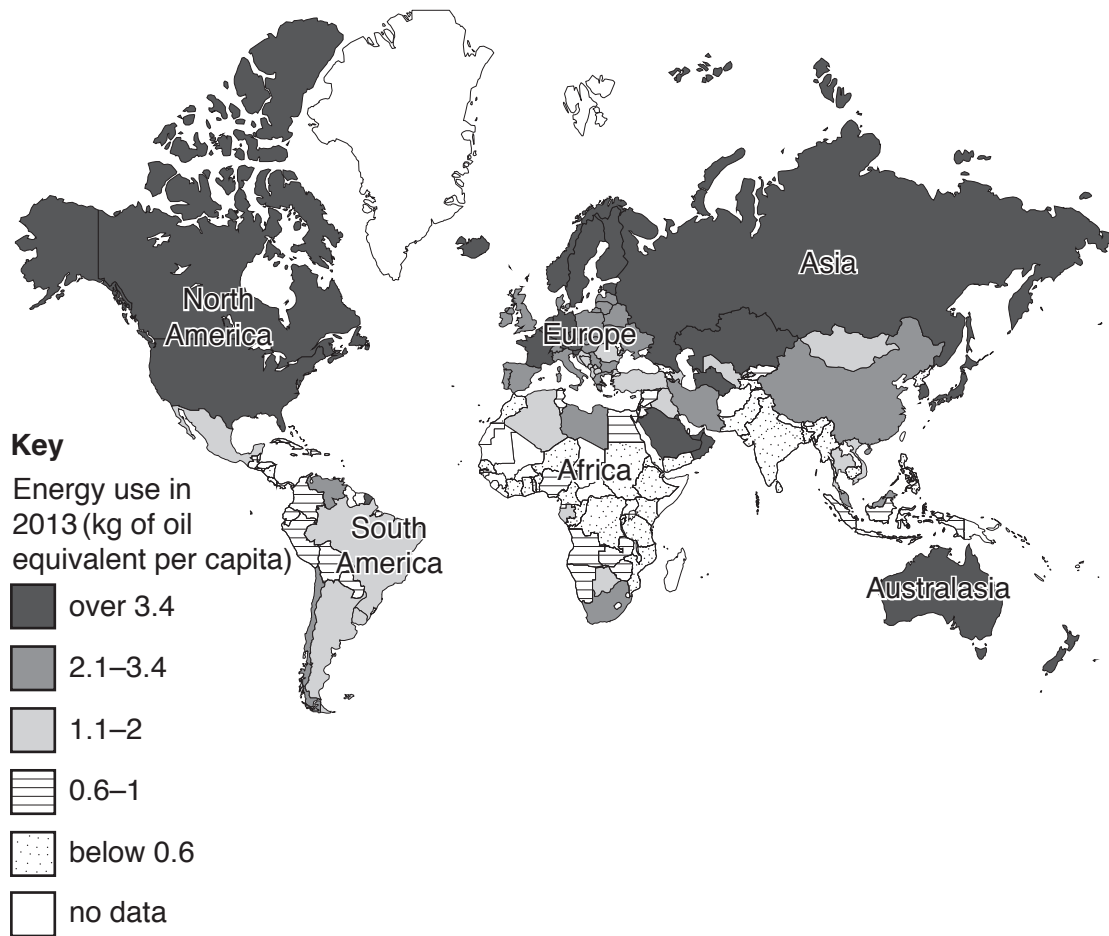 Asia
North
America
Europe
Key
Energy use in
2013 (kg of oil
equivalent per capita)
Africa
South
America
Australasia
over 3.4
2.1–3.4
1.1–2
0.6–1
below 0.6
no data